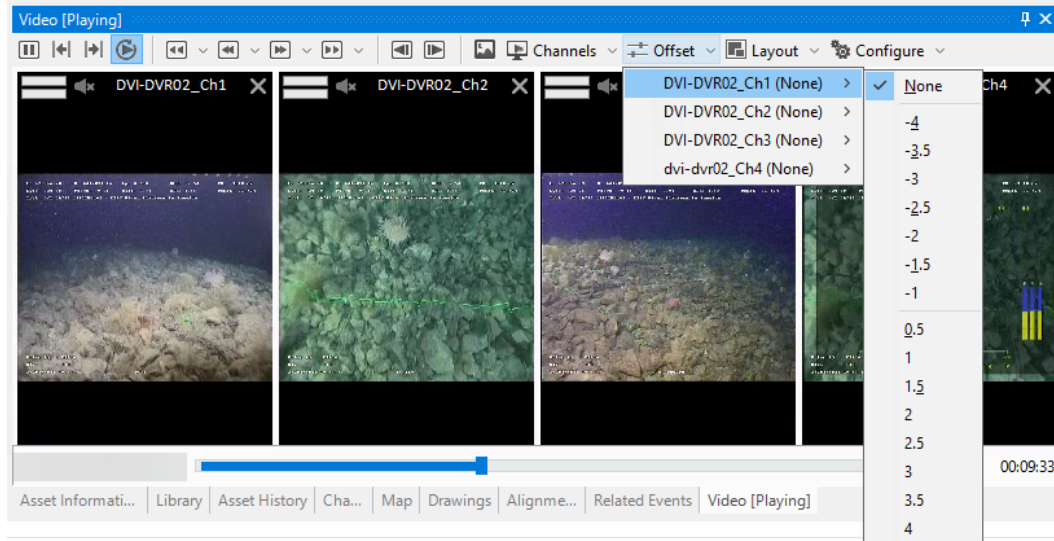 Video [Playing]
Channels Offset Layout Configure
DVI-DVR02_Ch1
DVI-DVR02_Ch2
Ch4
DVI-DVR02_Ch1 (None)
DVI-DVR02_Ch2 (None)
DVI-DVR02_Ch3 (None)
dvi-dvr02_Ch4 (None)
None
-4
-3.5
-3
-2.5
-2
-1.5
-1
0.5
1
1.5
2
2.5
3
3.5
4
00:09:33
Asset Informati... Library Asset History Cha... Map Drawings Alignme... Related Events Video [Playing]